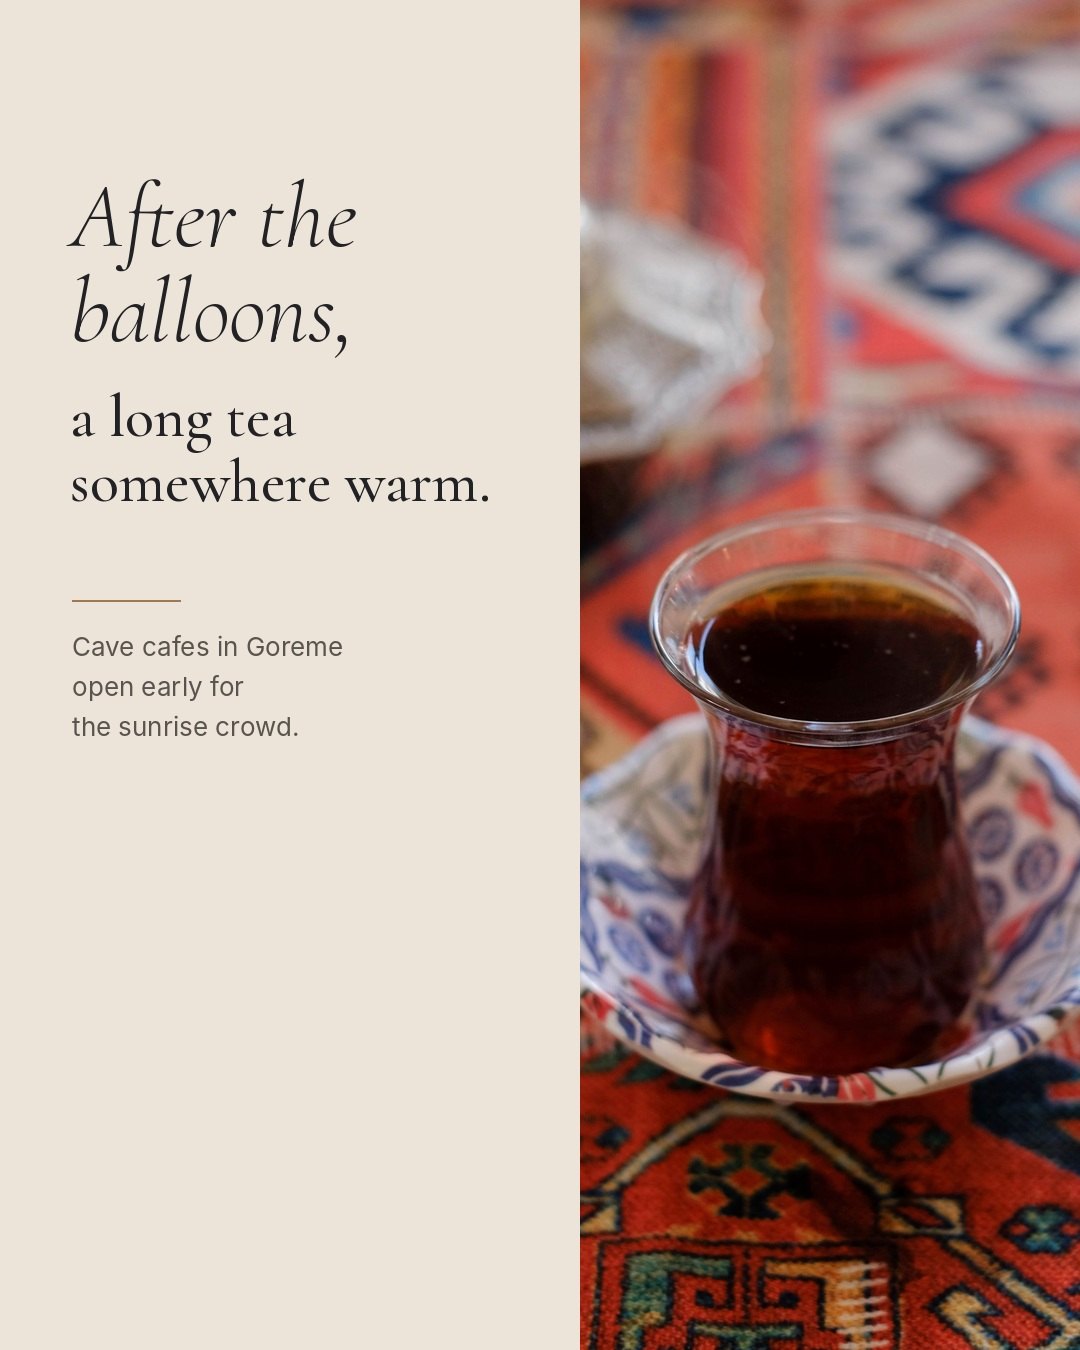 After the
balloons,
a long tea
somewhere warm.
Cave cafes in Goreme
open early for
the sunrise crowd.